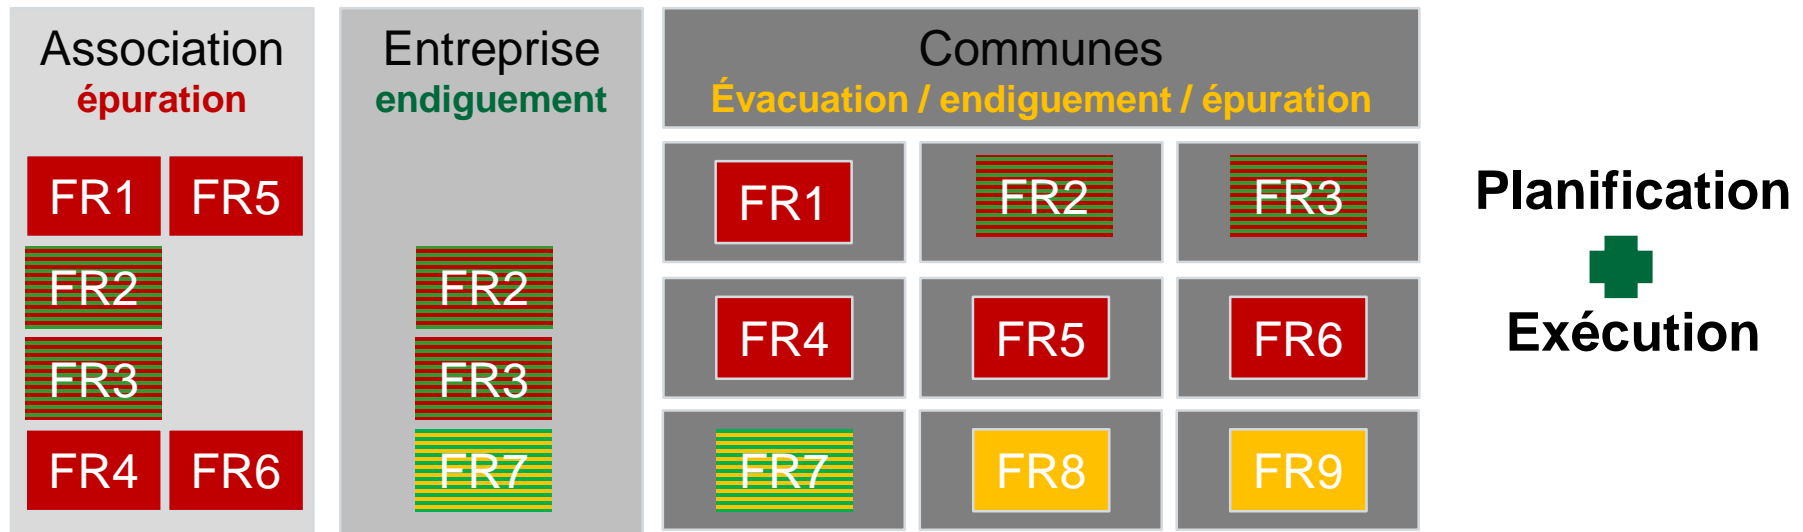 Association
épuration
FR1 FR5
FR2
FR3
FR4 FR6
Entreprise
endiguement
FR2
FR3
FR7
Communes
Évacuation / endiguement / épuration
FR1 FR2 FR3
FR4 FR5 FR6
FR7 FR8 FR9
Planification
Exécution